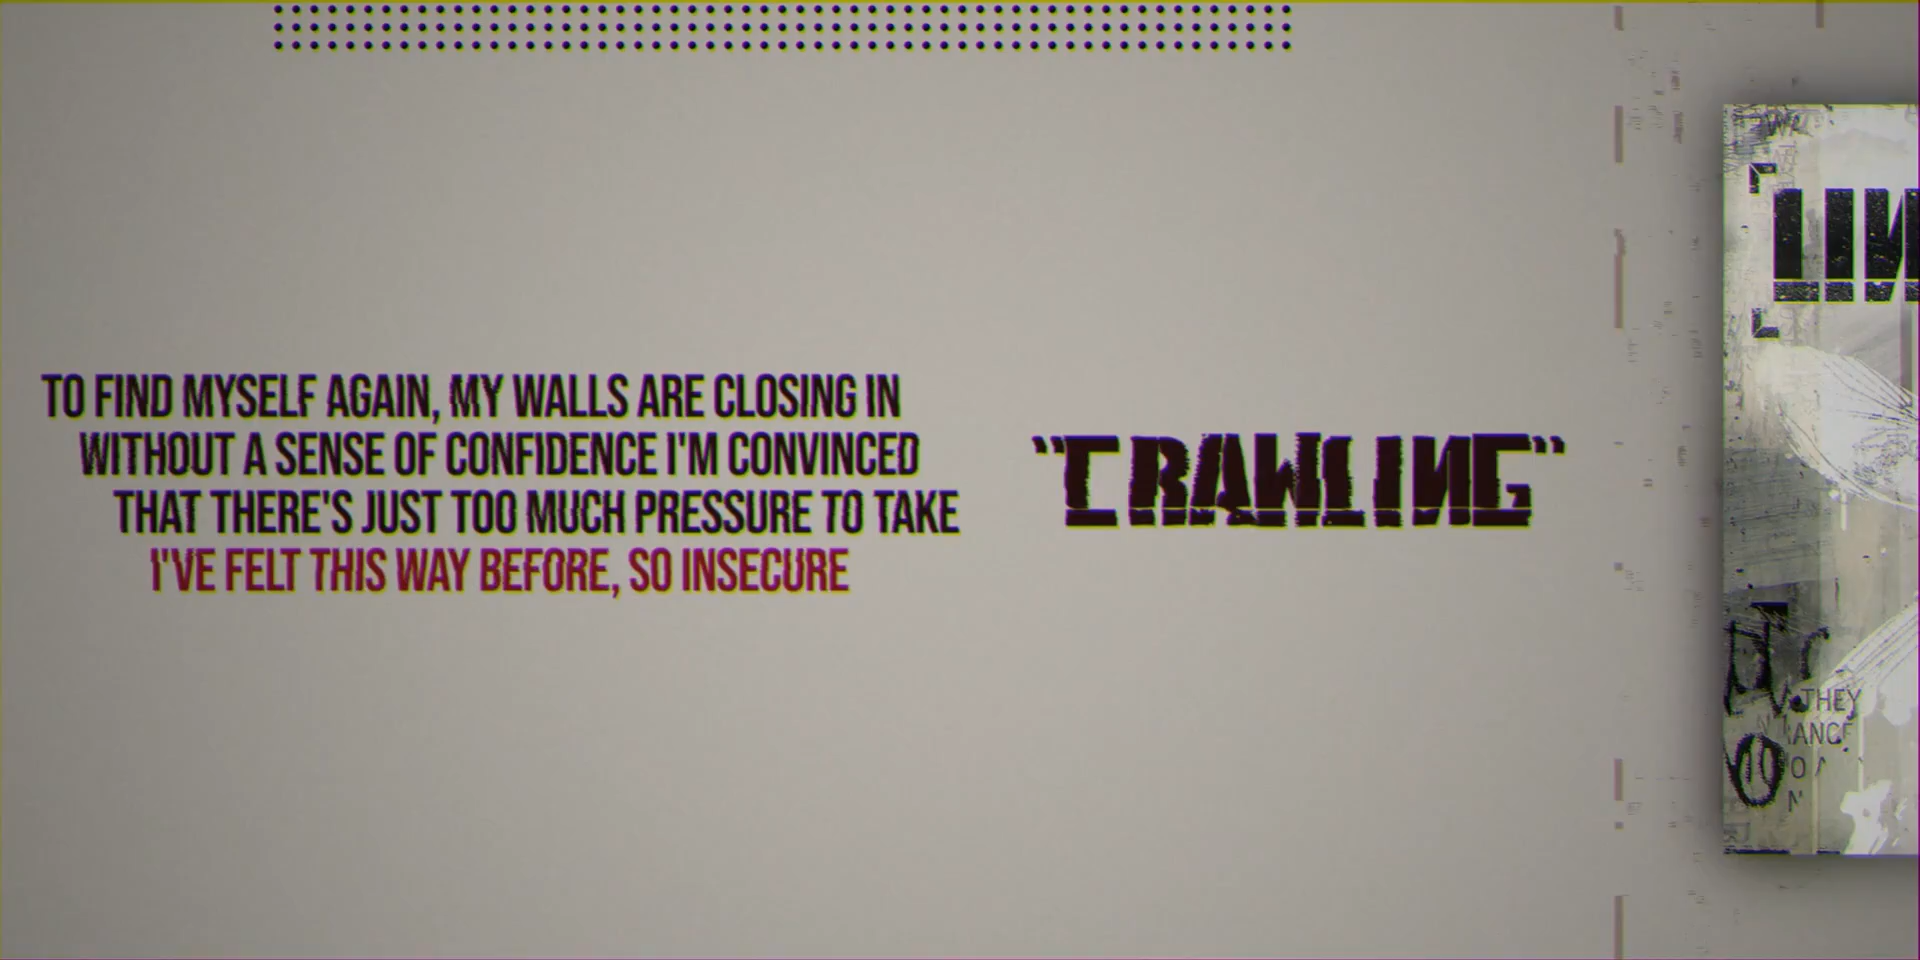 TO FIND MYSELF AGAIN, MY WALLS ARE CLOSING IN
WITHOUT A SENSE OF CONFIDENCE I'M CONVINCED
THAT THERE'S JUST TOO MUCH PRESSURE TO TAKE
I'VE FELT THIS WAY BEFORE, SO INSECURE
"CRAWLING"
LIN
THEY